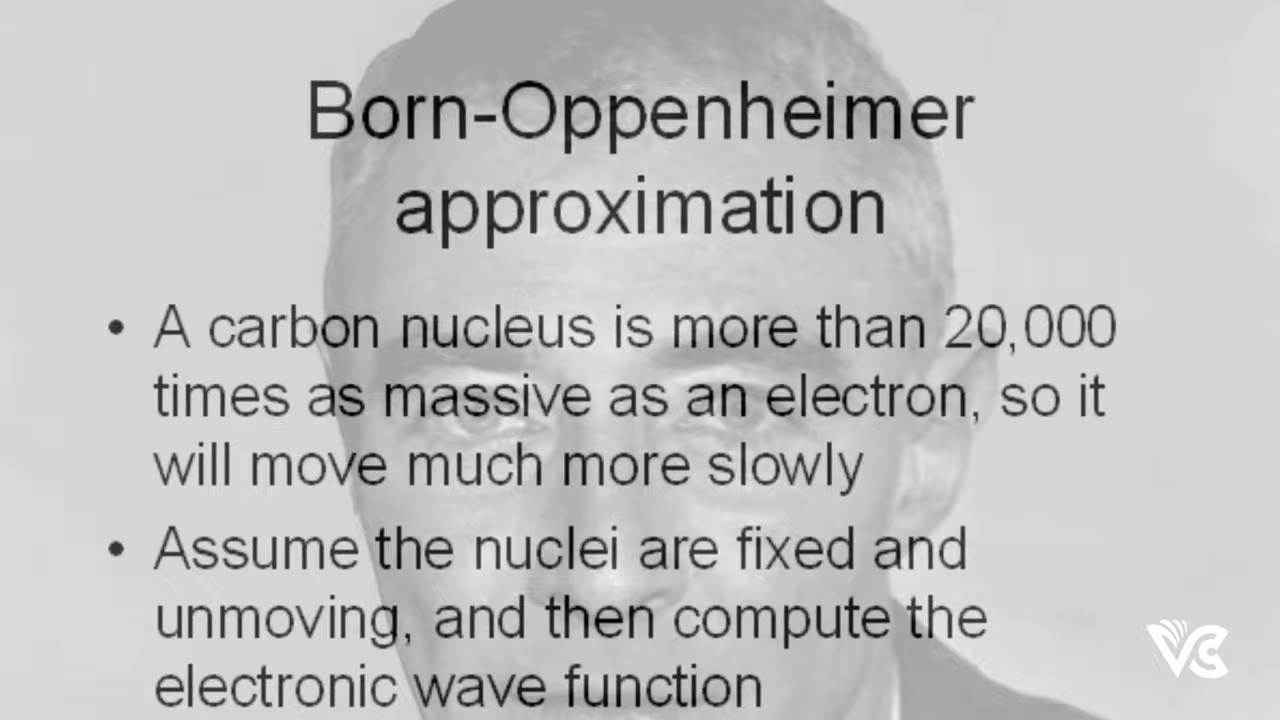 Born-Oppenheimer
approximation
• A carbon nucleus is more than 20,000
times as massive as an electron, so it
will move much more slowly
• Assume the nuclei are fixed and
unmoving, and then compute the
electronic wave function
VC